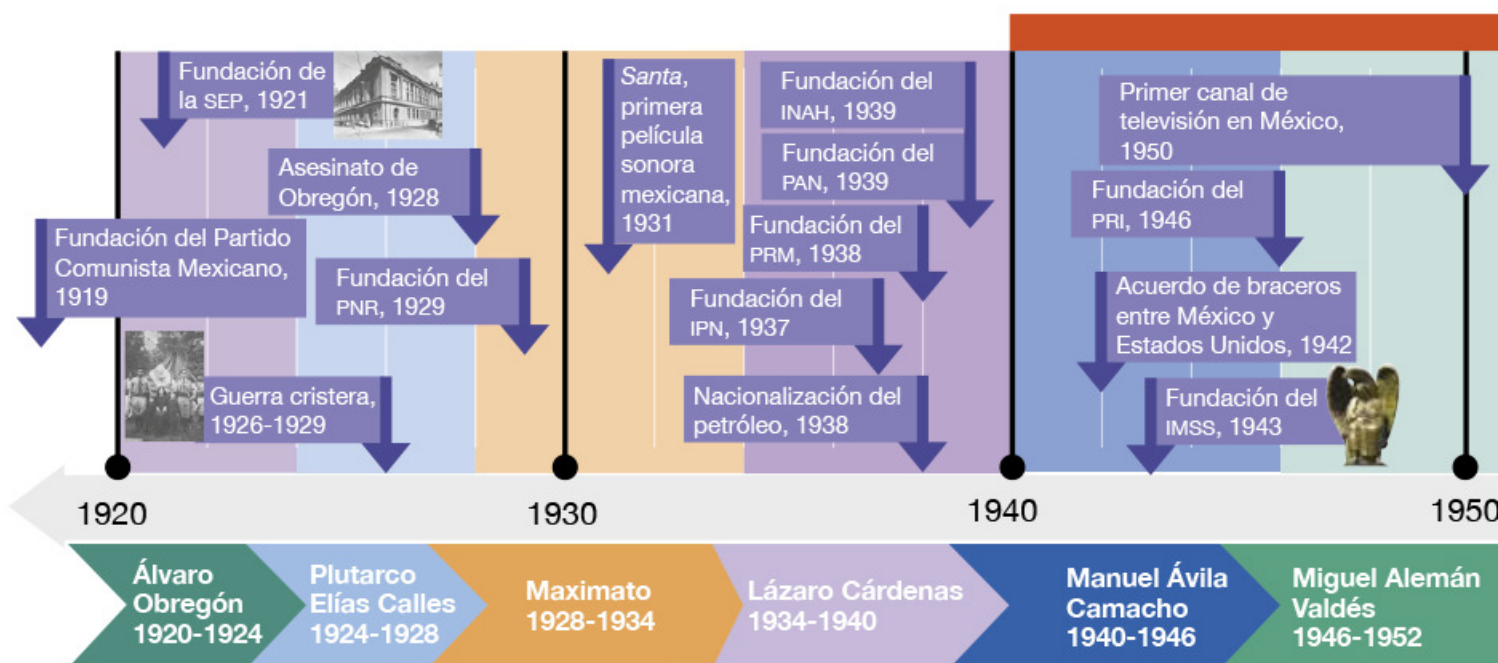 Fundación de
la SEP, 1921
Asesinato de
Obregón, 1928
Fundación del Partido
Comunista Mexicano,
1919
Fundación del
PNR, 1929
Guerra cristera,
1926-1929
Santa,
primera
película
sonora
mexicana,
1931
Fundación del
INAH, 1939
Fundación del
PAN, 1939
Fundación del
PRM, 1938
Fundación del
IPN, 1937
Nacionalización del
petróleo, 1938
Primer canal de
televisión en México,
1950
Fundación del
PRI, 1946
Acuerdo de braceros
entre México y
Estados Unidos, 1942
Fundación del
IMSS, 1943
1920
1930
1940
1950
Álvaro
Obregón
1920-1924
Plutarco
Elías Calles
1924-1928
Maximato
1928-1934
Lázaro Cárdenas
1934-1940
Manuel Ávila
Camacho
1940-1946
Miguel Alemán
Valdés
1946-1952